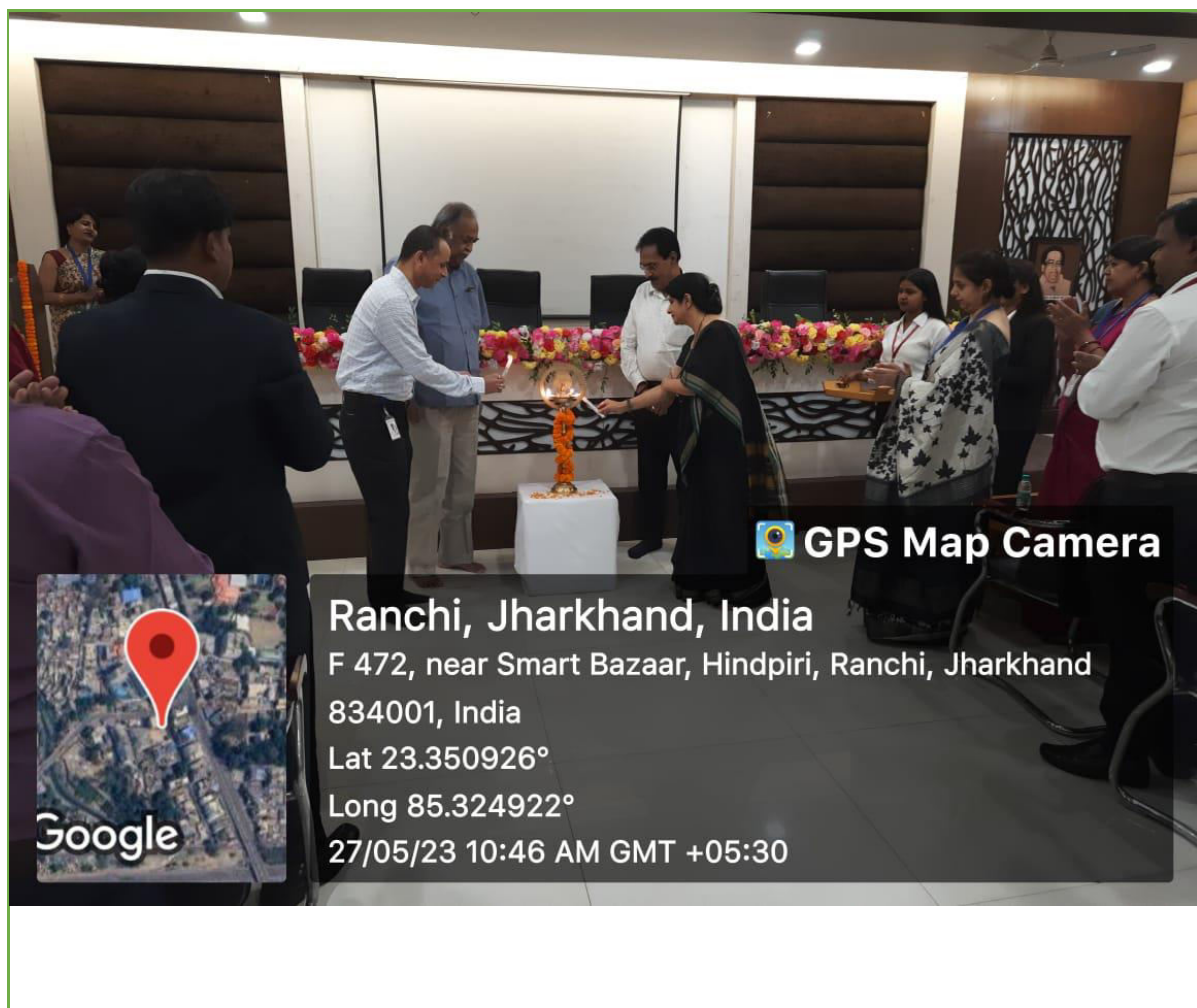 GPS Map Camera
Ranchi, Jharkhand, India
F 472, near Smart Bazaar, Hindpiri, Ranchi, Jharkhand
834001, India
Lat 23.350926°
Long 85.324922°
27/05/23 10:46 AM GMT +05:30
Google